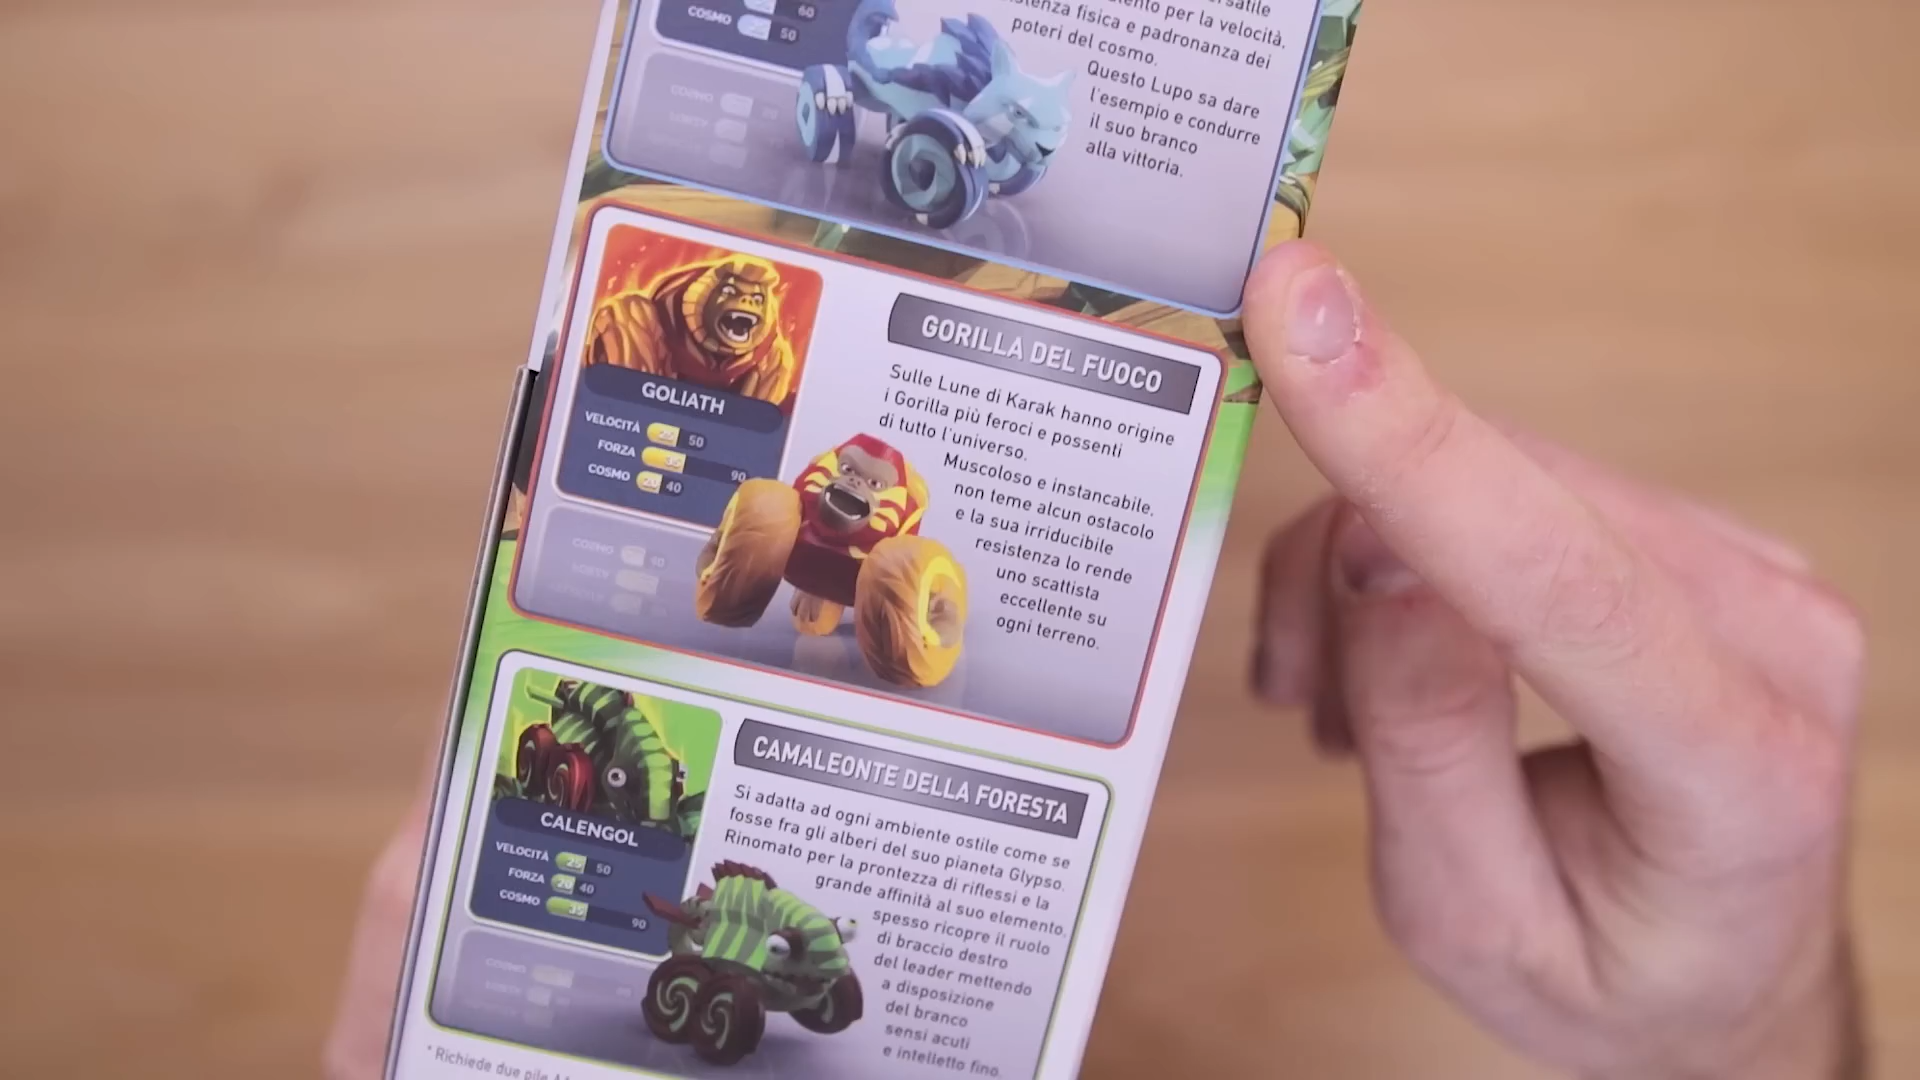 60
COSMO 25 50
per la velocità.
fisica e padronanza dei
poteri del cosmo.
Questo Lupo sa dare
l'esempio e condurre
il suo branco
alla vittoria.
GOLIATH
VELOCITÀ 25 50
FORZA 35 90
COSMO 20 40
GORILLA DEL FUOCO
Sulle Lune di Karak hanno origine
i Gorilla più feroci e possenti
di tutto l'universo.
Muscoloso e instancabile,
non teme alcun ostacolo
e la sua irriducibile
resistenza lo rende
uno scattista
eccellente su
ogni terreno.
CALENGOL
VELOCITÀ 25 50
FORZA 20 40
COSMO 35 90
CAMALEONTE DELLA FORESTA
Si adatta ad ogni ambiente ostile come se
fosse fra gli alberi del suo pianeta Glypso.
Rinomato per la prontezza di riflessi e la
grande affinità al suo elemento,
spesso ricopre il ruolo
di braccio destro
del leader mettendo
a disposizione
del branco
sensi acuti
e intelletto fino.
* Richiede due pile